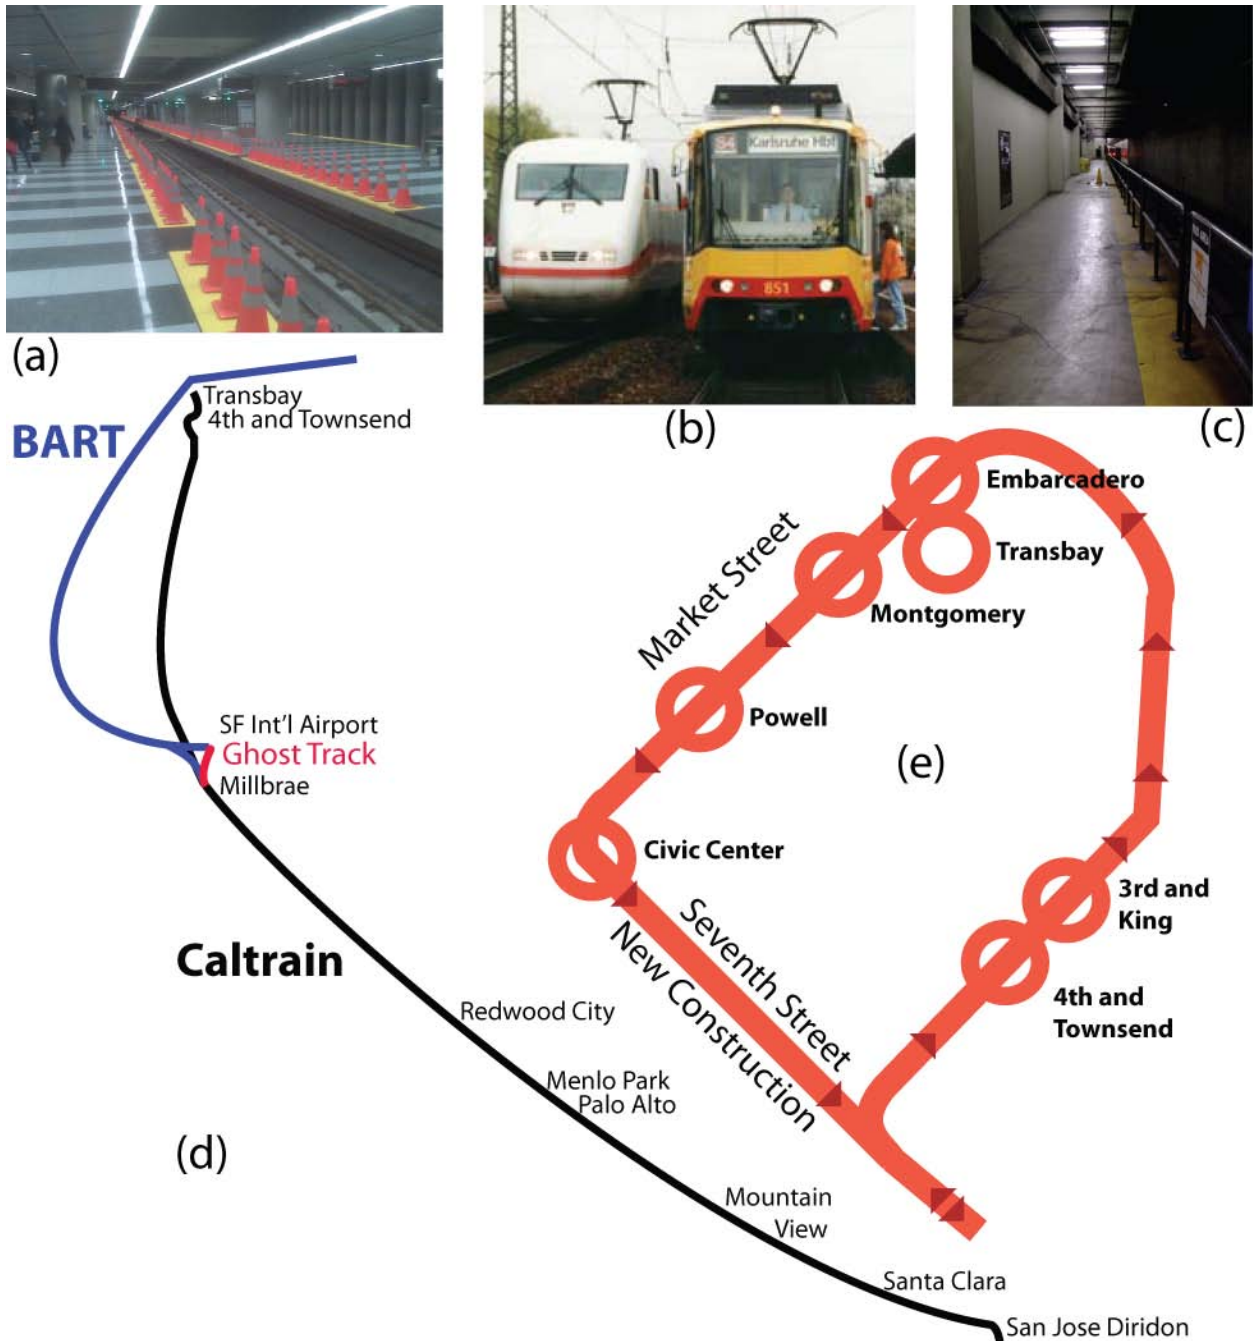 S4 Karlsruhe Hbf
851
(a)
(b)
(c)
Transbay
4th and Townsend
BART
SF Int'l Airport
Ghost Track
Millbrae
Caltrain
Redwood City
Menlo Park
Palo Alto
(d)
Mountain
View
Santa Clara
San Jose Diridon
Embarcadero
Transbay
Market Street
Montgomery
Powell
(e)
Civic Center
3rd and
King
Seventh Street
New Construction
4th and
Townsend